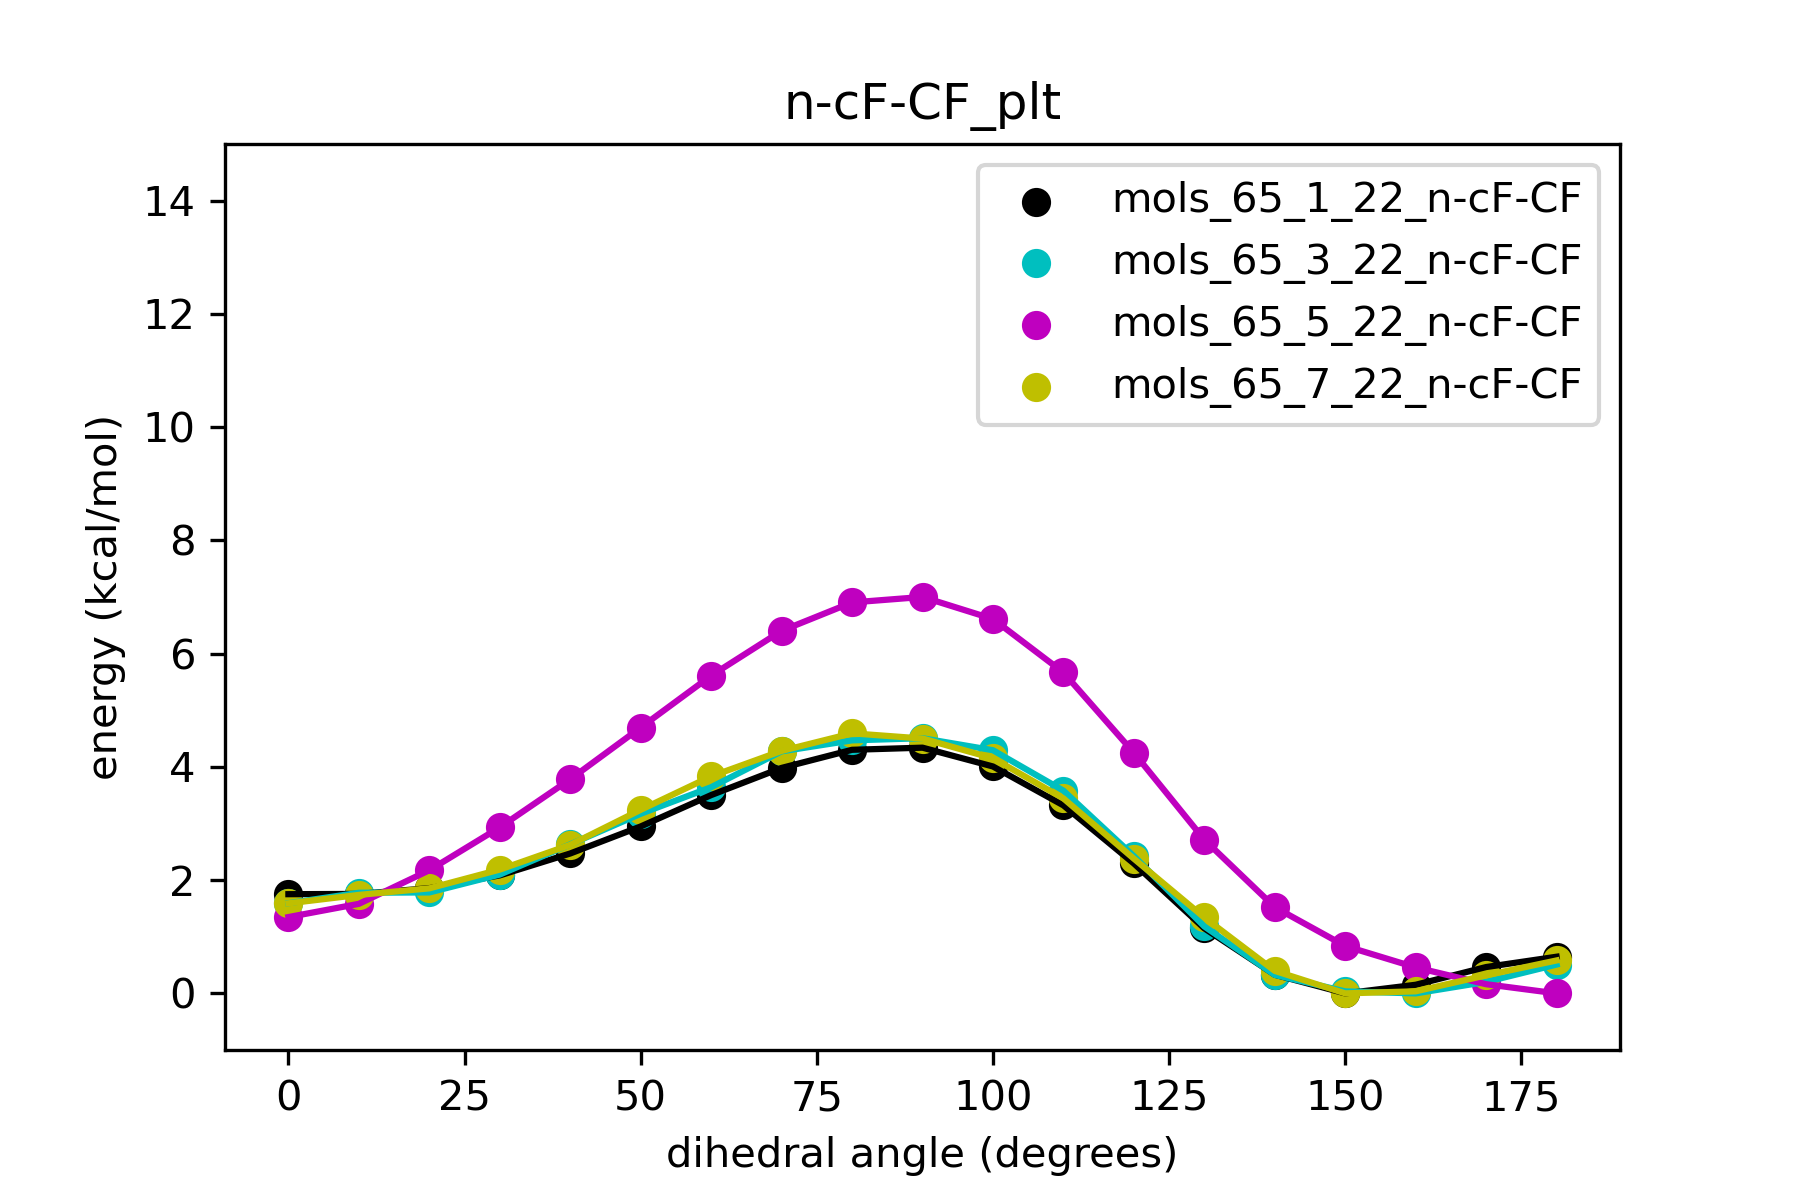 n-cF-CF_plt
mols_65_1_22_n-cF-CF
mols_65_3_22_n-cF-CF
mols_65_5_22_n-cF-CF
mols_65_7_22_n-cF-CF
14
12
10
8
6
4
2
0
energy (kcal/mol)
0 25 50 75 100 125 150 175
dihedral angle (degrees)